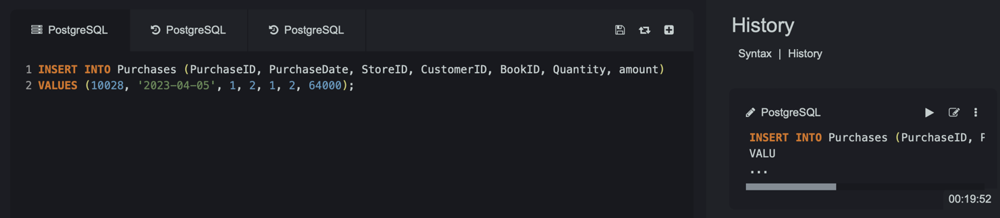 PostgreSQL
PostgreSQL
PostgreSQL
1 INSERT INTO Purchases (PurchaseID, PurchaseDate, StoreID, CustomerID, BookID, Quantity, amount)
2 VALUES (10028, '2023-04-05', 1, 2, 1, 2, 64000);
History
Syntax | History
PostgreSQL
INSERT INTO Purchases (PurchaseID, P
VALU
...
00:19:52